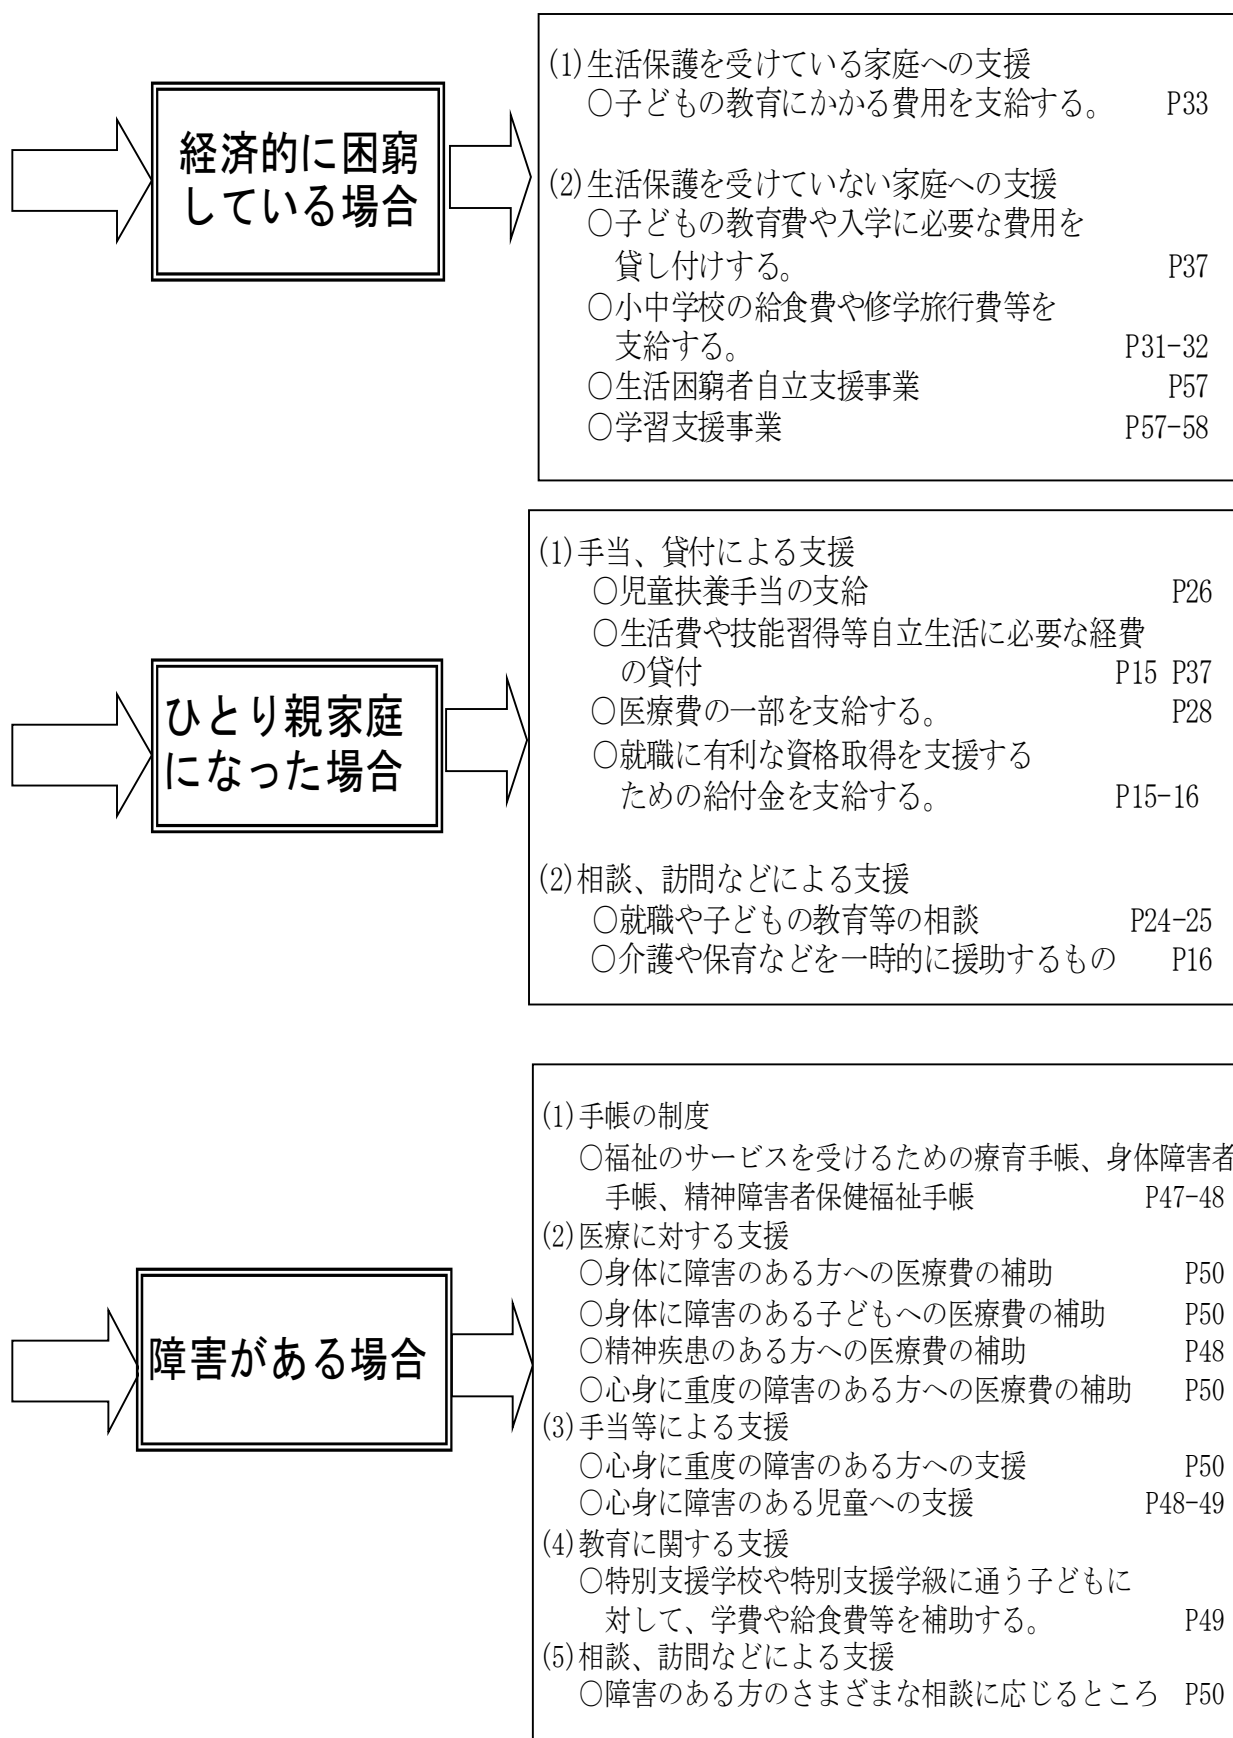 経済的に困窮
している場合
(1)生活保護を受けている家庭への支援
○子どもの教育にかかる費用を支給する。 P33
(2)生活保護を受けていない家庭への支援
○子どもの教育費や入学に必要な費用を
貸し付けする。 P37
○小中学校の給食費や修学旅行費等を
支給する。 P31-32
○生活困窮者自立支援事業 P57
○学習支援事業 P57-58
ひとり親家庭
になった場合
(1)手当、貸付による支援
○児童扶養手当の支給 P26
○生活費や技能習得等自立生活に必要な経費
の貸付 P15 P37
○医療費の一部を支給する。 P28
○就職に有利な資格取得を支援する
ための給付金を支給する。 P15-16
(2)相談、訪問などによる支援
○就職や子どもの教育等の相談 P24-25
○介護や保育などを一時的に援助するもの P16
障害がある場合
(1)手帳の制度
○福祉のサービスを受けるための療育手帳、身体障害者
手帳、精神障害者保健福祉手帳 P47-48
(2)医療に対する支援
○身体に障害のある方への医療費の補助 P50
○身体に障害のある子どもへの医療費の補助 P50
○精神疾患のある方への医療費の補助 P48
○心身に重度の障害のある方への医療費の補助 P50
(3)手当等による支援
○心身に重度の障害のある方への支援 P50
○心身に障害のある児童への支援 P48-49
(4)教育に関する支援
○特別支援学校や特別支援学級に通う子どもに
対して、学費や給食費等を補助する。 P49
(5)相談、訪問などによる支援
○障害のある方のさまざまな相談に応じるところ P50